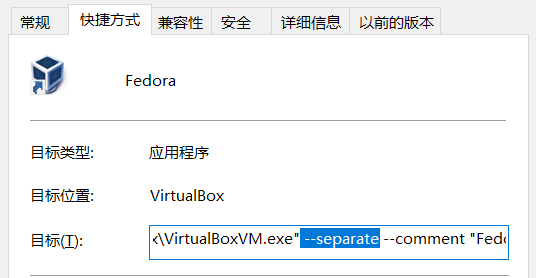 常规 快捷方式 兼容性 安全 详细信息 以前的版本
Fedora
目标类型: 应用程序
目标位置: VirtualBox
目标(T): x\VirtualBoxVM.exe" --separate --comment "Fedo